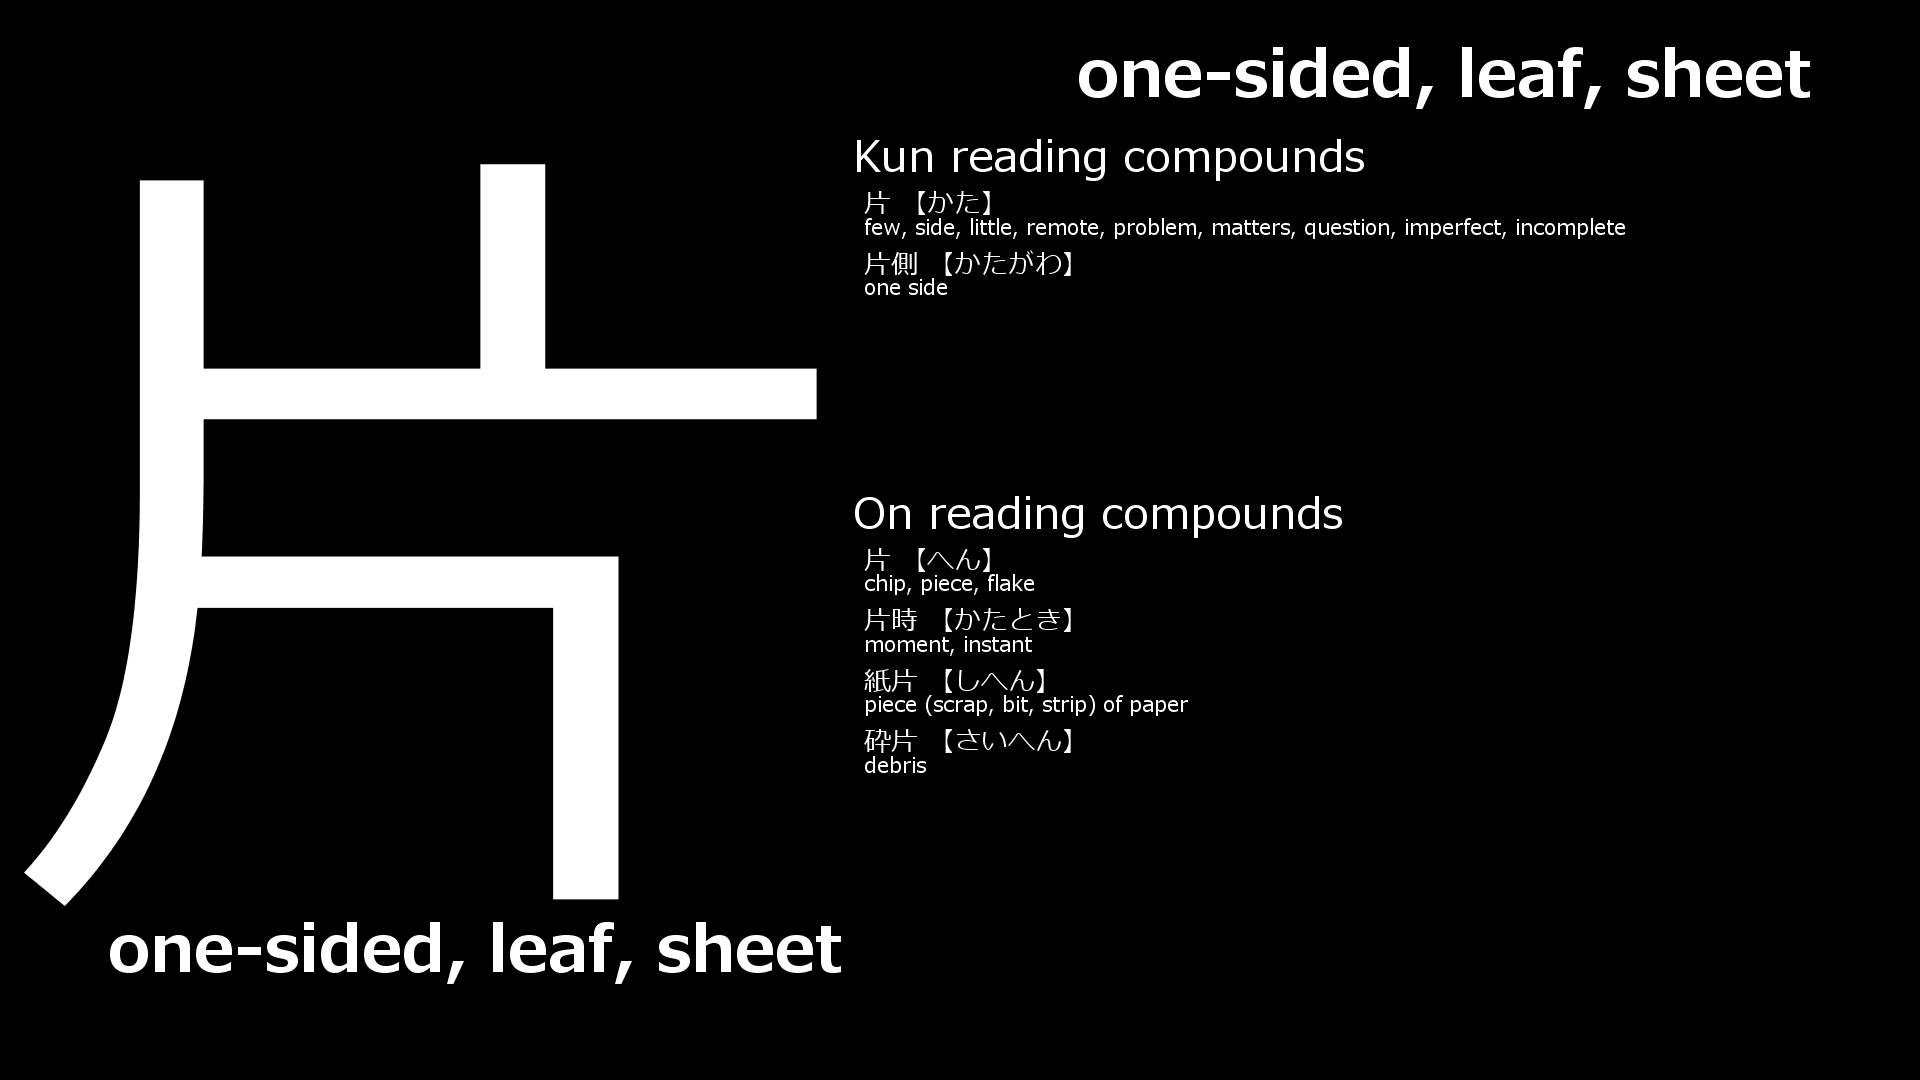 片
one-sided, leaf, sheet
one-sided, leaf, sheet
Kun reading compounds
片 【かた】
few, side, little, remote, problem, matters, question, imperfect, incomplete
片側 【かたがわ】
one side
On reading compounds
片 【へん】
chip, piece, flake
片時 【かたとき】
moment, instant
紙片 【しへん】
piece (scrap, bit, strip) of paper
砕片 【さいへん】
debris